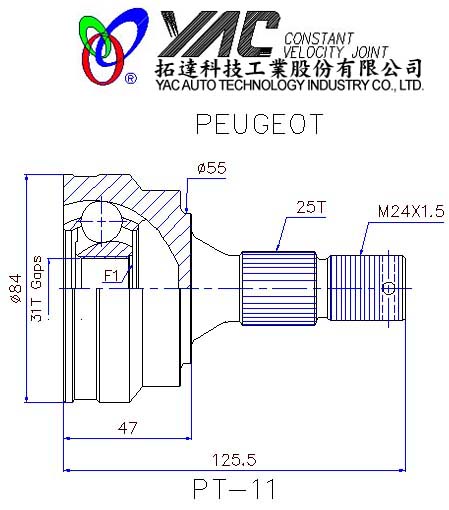 YAC CONSTANT
VELOCITY JOINT
®
拓達科技工業股份有限公司
YAC AUTO TECHNOLOGY INDUSTRY CO., LTD.
PEUGEOT
ø55
25T
M24X1.5
ø84
31T Gaps
F1
47
125.5
PT-11